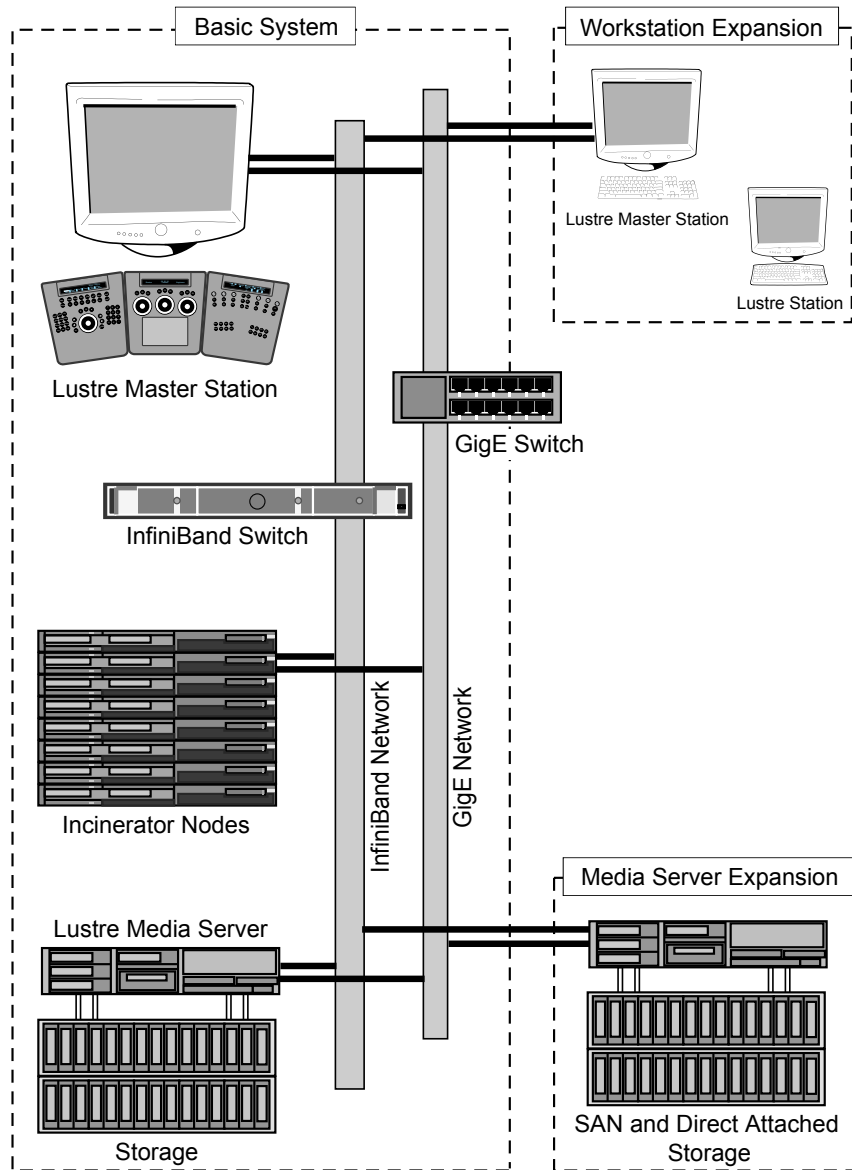 Basic System
Workstation Expansion
Lustre Master Station
Lustre Station
Lustre Master Station
GigE Switch
InfiniBand Switch
Incinerator Nodes
InfiniBand Network
GigE Network
Media Server Expansion
Lustre Media Server
Storage
SAN and Direct Attached
Storage